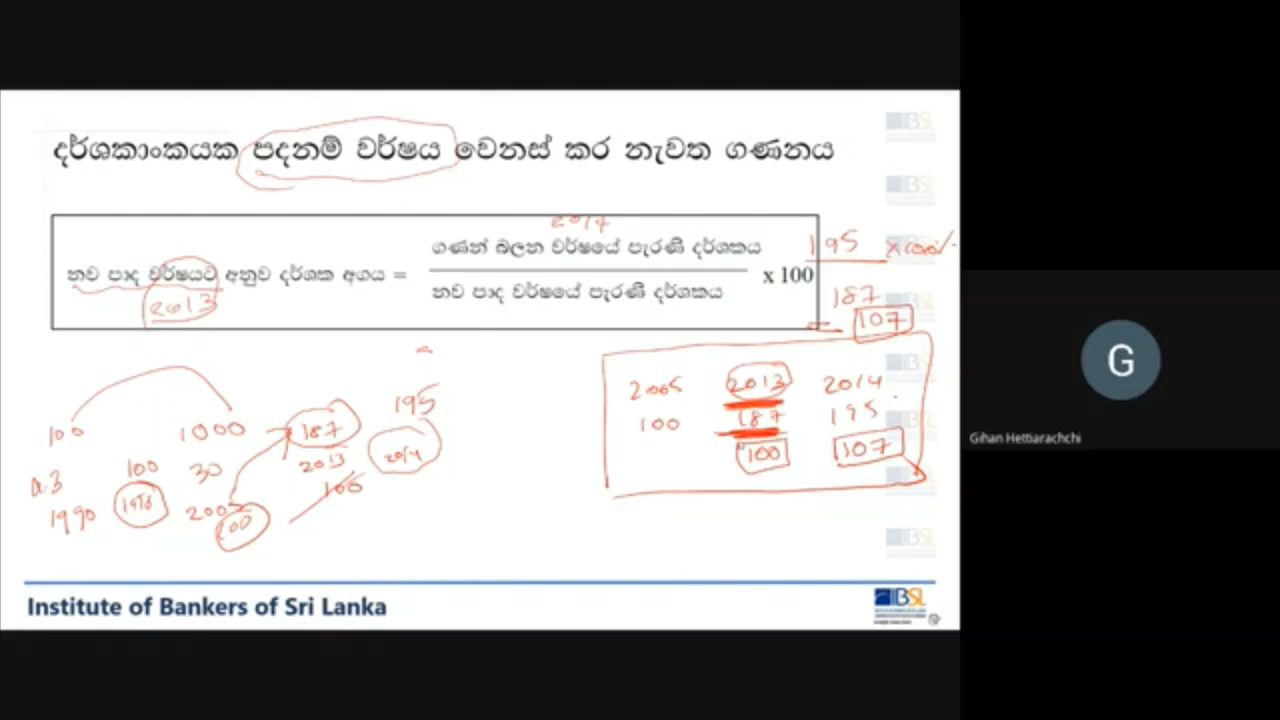 දර්ශකාංකයක පදනම් වර්ෂය වෙනස් කර නැවත ගණනය
2014
ගණන් බලන වර්ෂයේ පැරණි දර්ශකය
නව පාද වර්ෂයට අනුව දර්ශක අගය = x 100
නව පාද වර්ෂයේ පැරණි දර්ශකය
2013
195 x 100%
187
107
2005 2013 2014
100 187 195
100 107
195
100 1000 187
100 30 2013 2014
100
1990 2005
100
Institute of Bankers of Sri Lanka
IBSL
G
Gihan Hettiarachchi